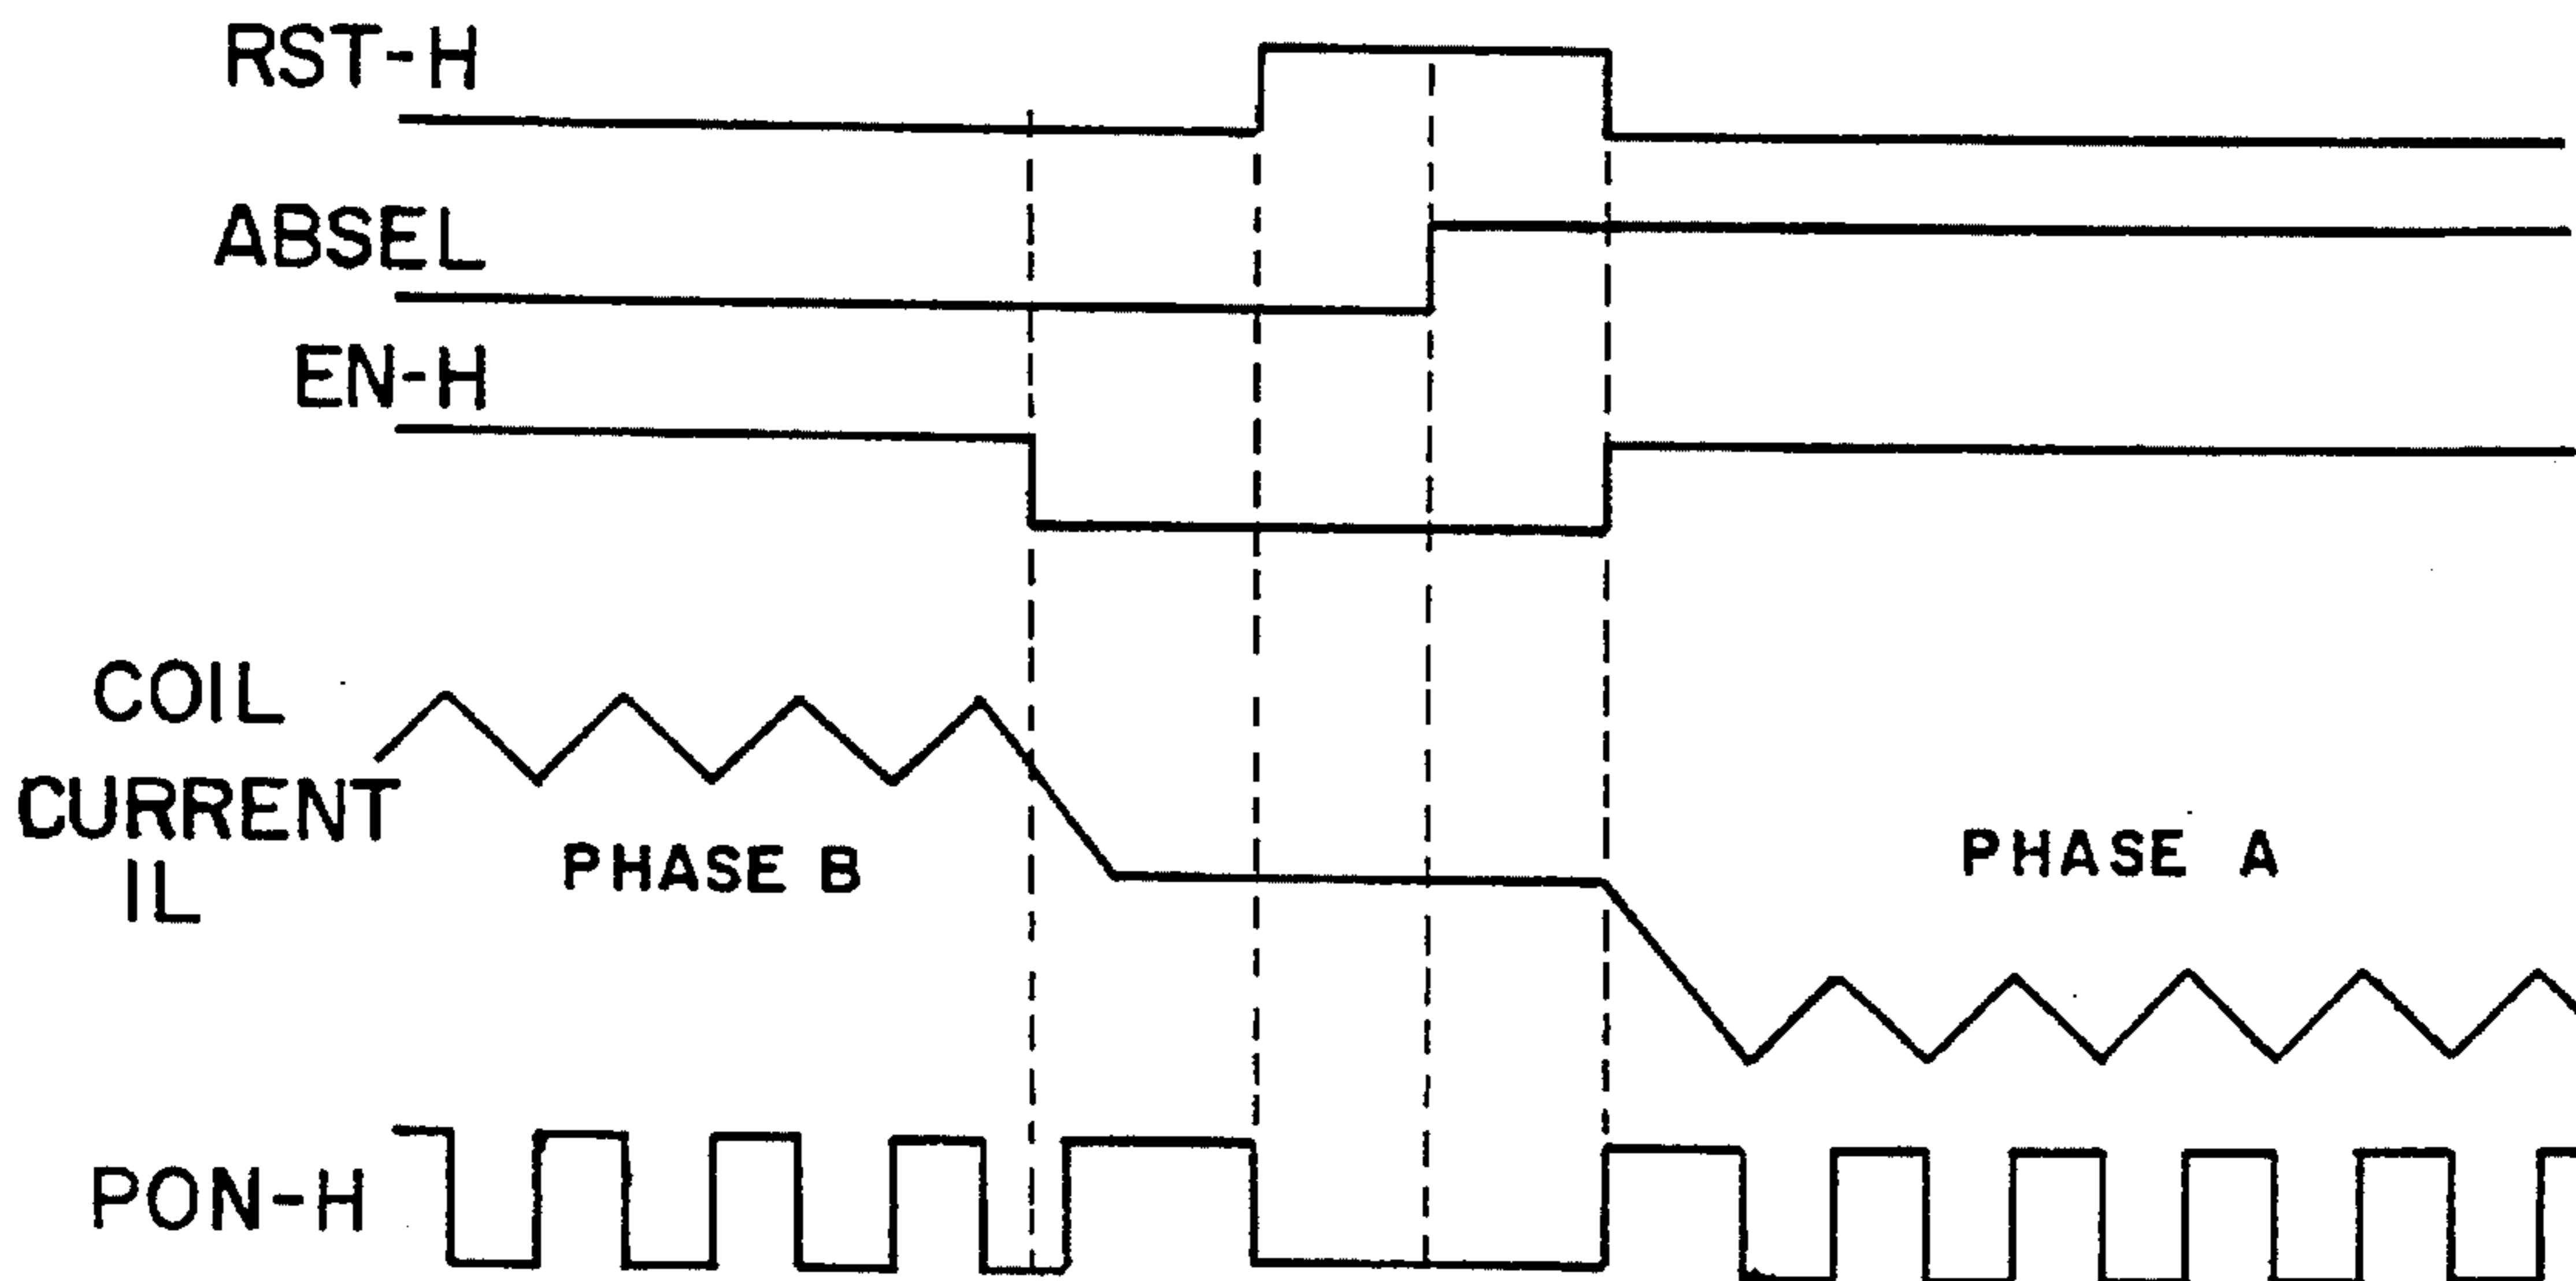 RST-H
ABSEL
EN-H
COIL
CURRENT
IL
PHASE B
PHASE A
PON-H